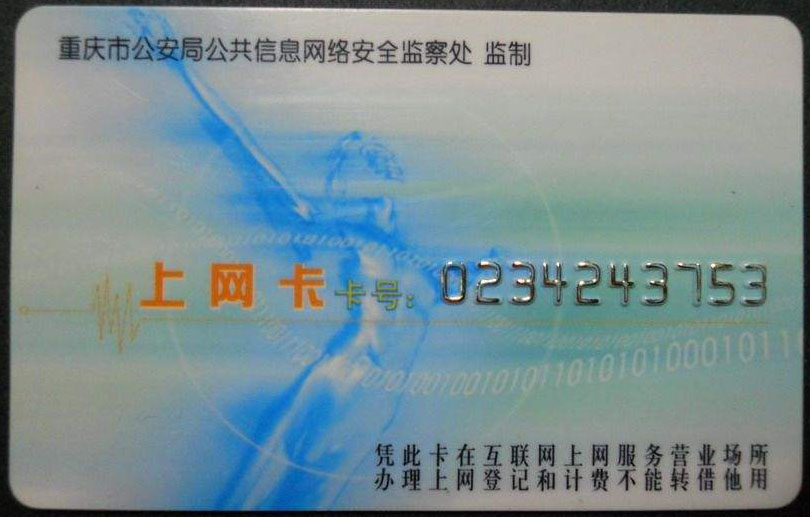 重庆市公安局公共信息网络安全监察处 监制
上网卡 卡号: 0234243753
凭此卡在互联网上网服务营业场所
办理上网登记和计费不能转借他用